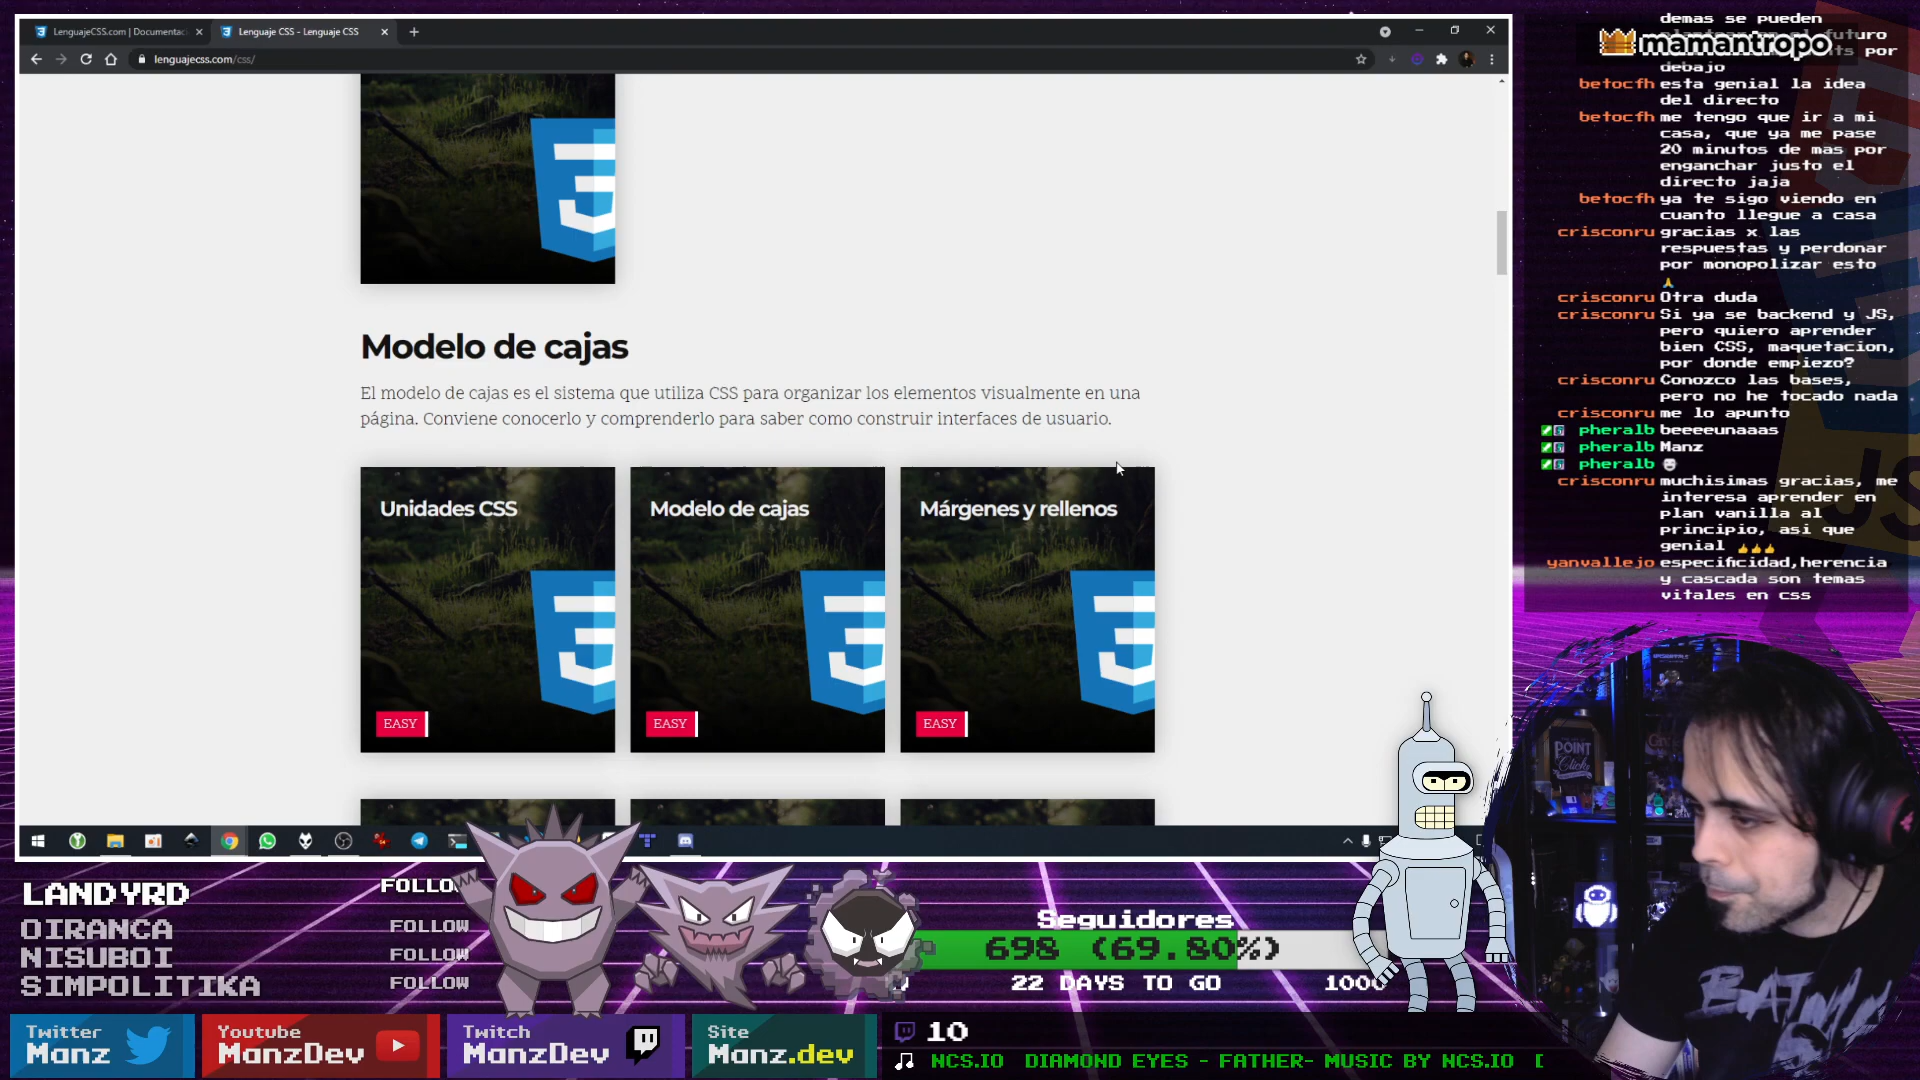 LenguajeCSS.com | Documentac
Lenguaje CSS - Lenguaje CSS
lenguajecss.com/css/
Modelo de cajas
El modelo de cajas es el sistema que utiliza CSS para organizar los elementos visualmente en una
página. Conviene conocerlo y comprenderlo para saber como construir interfaces de usuario.
Unidades CSS
Modelo de cajas
Márgenes y rellenos
EASY
EASY
EASY
demas se pueden
futuro
mamantropo
por
debajo
betocfh esta genial la idea
del directo
betocfh me tengo que ir a mi
casa, que ya me pase
20 minutos de mas por
enganchar justo el
directo jaja
betocfh ya te sigo viendo en
cuanto llegue a casa
crisconru gracias x las
respuestas y perdonar
por monopolizar esto
🙏
crisconru Otra duda
crisconru Si ya se backend y JS,
pero quiero aprender
bien CSS, maquetacion,
por donde empiezo?
crisconru Conozco las bases,
pero no he tocado nada
crisconru me lo apunto
pheralb beeeeunaaas
pheralb Manz
pheralb
crisconru muchisimas gracias, me
interesa aprender en
plan vanilla al
principio, asi que
genial 👍👍👍
yanvallejo especificidad,herencia
y cascada son temas
vitales en css
JS
POINT
Click
LANDYRD FOLLO
OIRANCA FOLLOW
NISUBOI FOLLOW
SIMPOLITIKA FOLLOW
Seguidores
698 (69.80%)
22 DAYS TO GO
1000
Twitter
Manz
Youtube
ManzDev
Twitch
ManzDev
Site
Manz.dev
10
NCS.IO DIAMOND EYES - FATHER- MUSIC BY NCS.IO [
BATMAN